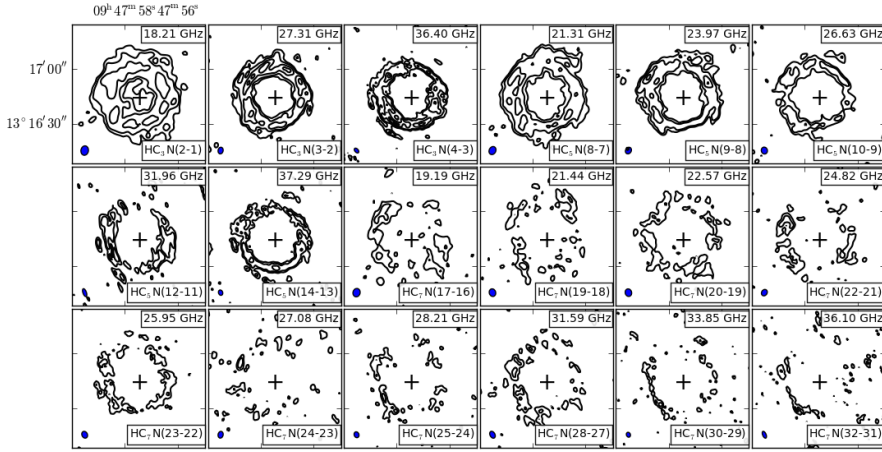 09ʰ 47ᵐ 58ˢ 47ᵐ 56ˢ
18.21 GHz 27.31 GHz 36.40 GHz 21.31 GHz 23.97 GHz 26.63 GHz
17′ 00″
13° 16′ 30″
HC₃N(2-1) HC₃N(3-2) HC₃N(4-3) HC₅N(8-7) HC₅N(9-8) HC₅N(10-9)
31.96 GHz 37.29 GHz 19.19 GHz 21.44 GHz 22.57 GHz 24.82 GHz
HC₅N(12-11) HC₅N(14-13) HC₇N(17-16) HC₇N(19-18) HC₇N(20-19) HC₇N(22-21)
25.95 GHz 27.08 GHz 28.21 GHz 31.59 GHz 33.85 GHz 36.10 GHz
HC₇N(23-22) HC₇N(24-23) HC₇N(25-24) HC₇N(28-27) HC₇N(30-29) HC₇N(32-31)